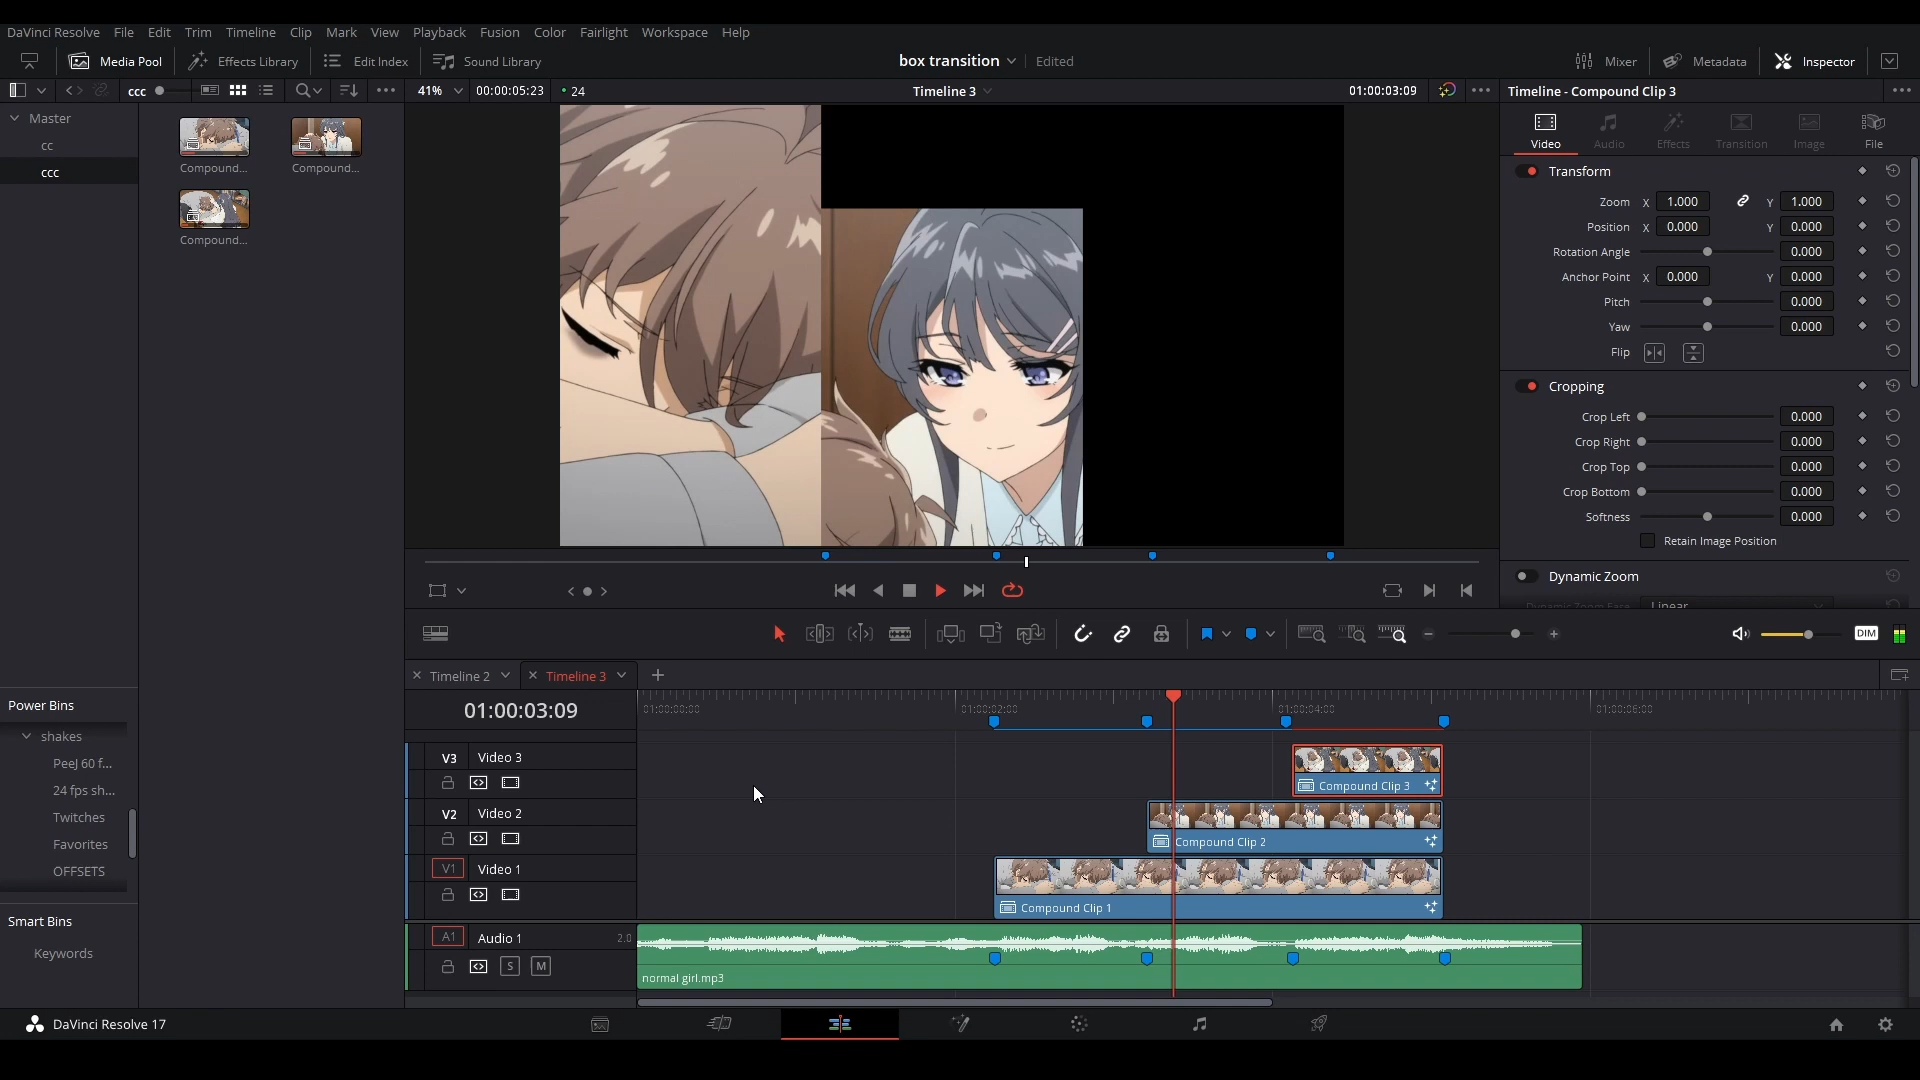 DaVinci Resolve File Edit Trim Timeline Clip Mark View Playback Fusion Color Fairlight Workspace Help
Media Pool Effects Library Edit Index Sound Library box transition Edited Mixer Metadata Inspector
ccc 41% 00:00:05:23 24 Timeline 3 01:00:03:09 Timeline - Compound Clip 3
Master
cc
ccc
Compound...
Compound...
Compound...
Video Audio Effects Transition Image File
Transform
Zoom X 1.000 Y 1.000
Position X 0.000 Y 0.000
Rotation Angle 0.000
Anchor Point X 0.000 Y 0.000
Pitch 0.000
Yaw 0.000
Flip
Cropping
Crop Left 0.000
Crop Right 0.000
Crop Top 0.000
Crop Bottom 0.000
Softness 0.000
Retain Image Position
Dynamic Zoom
Dynamic Zoom Ease Linear
DIM
Timeline 2 Timeline 3
01:00:03:09
01:00:00:00 01:00:02:00 01:00:04:00 01:00:06:00
Power Bins
shakes
PeeJ 60 f...
24 fps sh...
Twitches
Favorites
OFFSETS
Smart Bins
Keywords
V3 Video 3
Compound Clip 3
V2 Video 2
Compound Clip 2
V1 Video 1
Compound Clip 1
A1 Audio 1 2.0
S M
normal girl.mp3
DaVinci Resolve 17